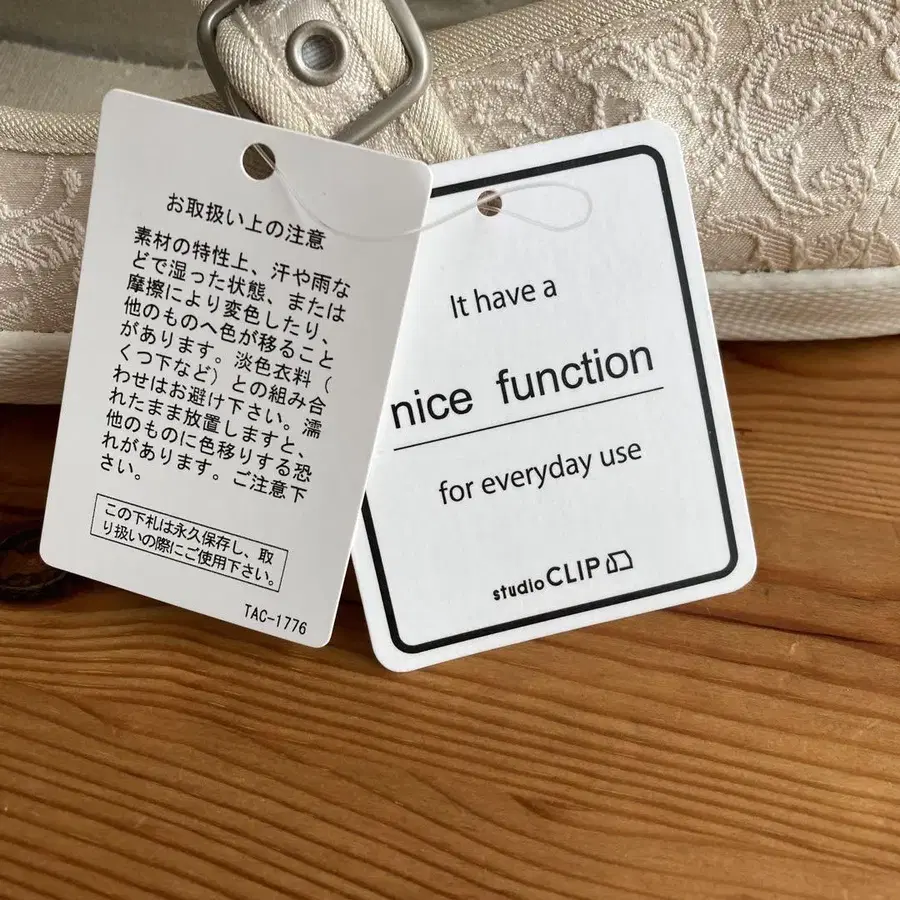 お取扱い上の注意
素材の特性上、汗や雨な
どで湿った状態、または
摩擦により変色したり、
他のものへ色が移ること
があります。淡色衣料（
くつ下など）との組み合
わせはお避け下さい。濡
れたまま放置しますと、
他のものに色移りする恐
れがあります。ご注意下
さい。
この下札は永久保存し、取
り扱いの際にご使用下さい。
TAC-1776
It have a
nice function
for everyday use
studio CLIP